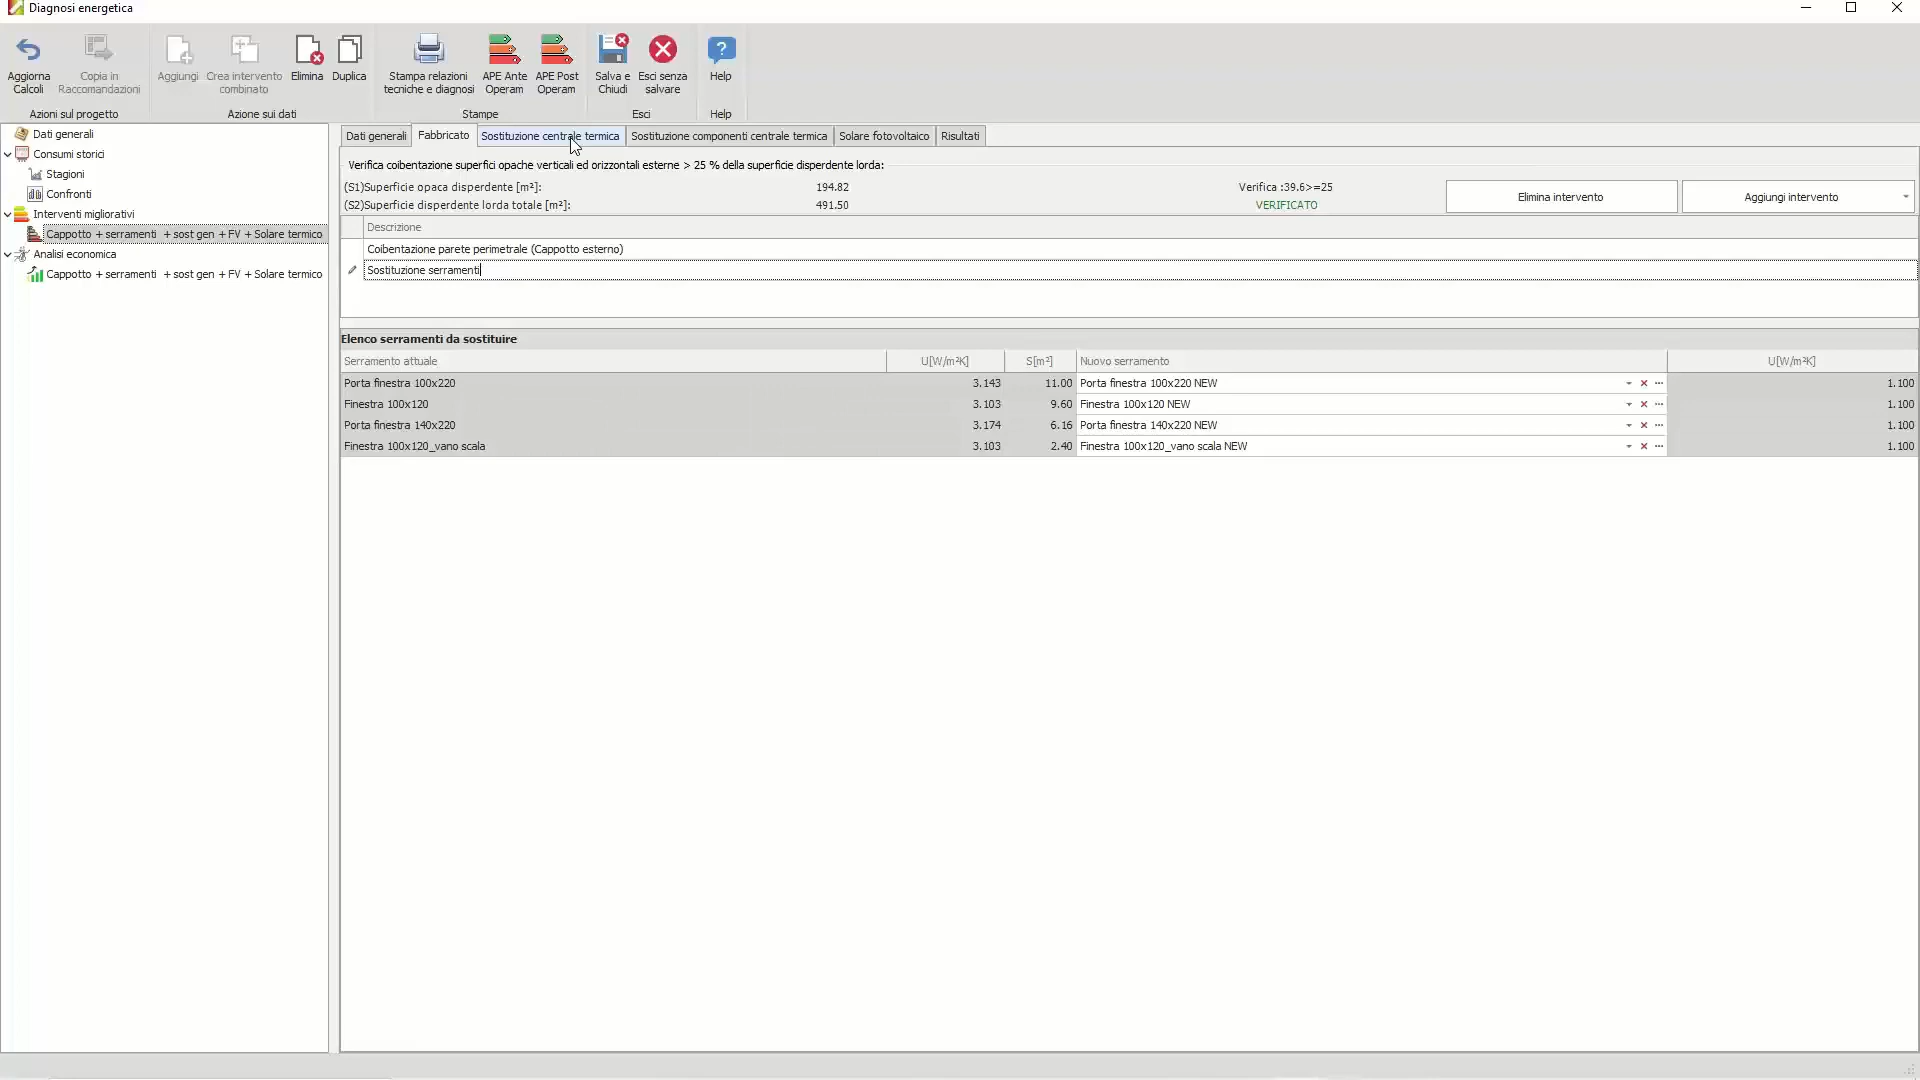 Diagnosi energetica
Aggiorna Calcoli
Copia in Raccomandazioni
Aggiungi
Crea intervento combinato
Elimina
Duplica
Stampa relazioni tecniche e diagnosi
APE Ante Operam
APE Post Operam
Salva e Chiudi
Esci senza salvare
Help
Azioni sul progetto
Azione sui dati
Stampe
Esci
Help
Dati generali
Consumi storici
Stagioni
Confronti
Interventi migliorativi
Cappotto + serramenti + sost gen + FV + Solare termico
Analisi economica
Cappotto + serramenti + sost gen + FV + Solare termico
Dati generali
Fabbricato
Sostituzione centrale termica
Sostituzione componenti centrale termica
Solare fotovoltaico
Risultati
Verifica coibentazione superfici opache verticali ed orizzontali esterne > 25 % della superficie disperdente lorda:
(S1)Superficie opaca disperdente [m²]: 194.82 Verifica :39.6>=25
(S2)Superficie disperdente lorda totale [m²]: 491.50 VERIFICATO
Elimina intervento
Aggiungi intervento
Descrizione
Coibentazione parete perimetrale (Cappotto esterno)
Sostituzione serramenti
Elenco serramenti da sostituire
Serramento attuale U[W/m²K] S[m²] Nuovo serramento U[W/m²K]
Porta finestra 100x220 3.143 11.00 Porta finestra 100x220 NEW 1.100
Finestra 100x120 3.103 9.60 Finestra 100x120 NEW 1.100
Porta finestra 140x220 3.174 6.16 Porta finestra 140x220 NEW 1.100
Finestra 100x120_vano scala 3.103 2.40 Finestra 100x120_vano scala NEW 1.100